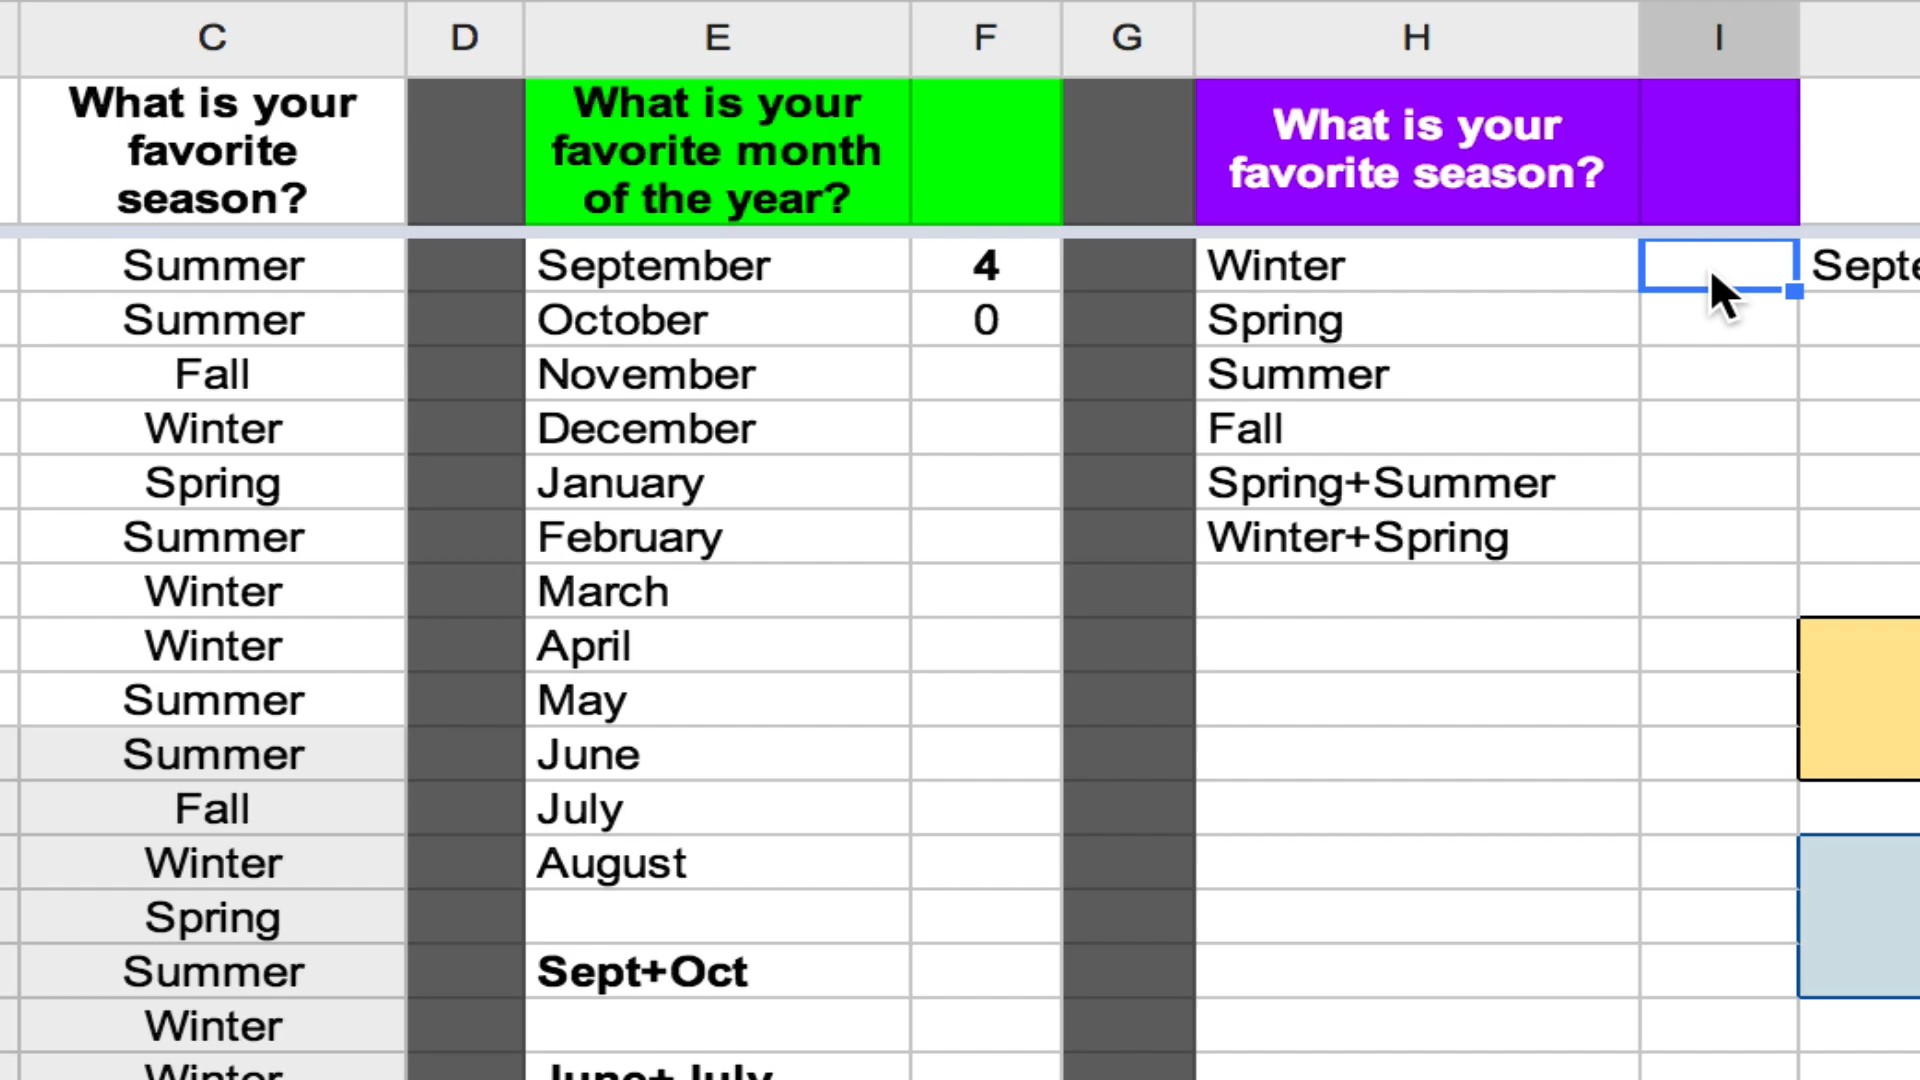 C D E F G H I
What is your
favorite
season?
What is your
favorite month
of the year?
What is your
favorite season?
Summer September 4 Winter
Summer October 0 Spring
Fall November Summer
Winter December Fall
Spring January Spring+Summer
Summer February Winter+Spring
Winter March
Winter April
Summer May
Summer June
Fall July
Winter August
Spring
Summer Sept+Oct
Winter
Winter June+July